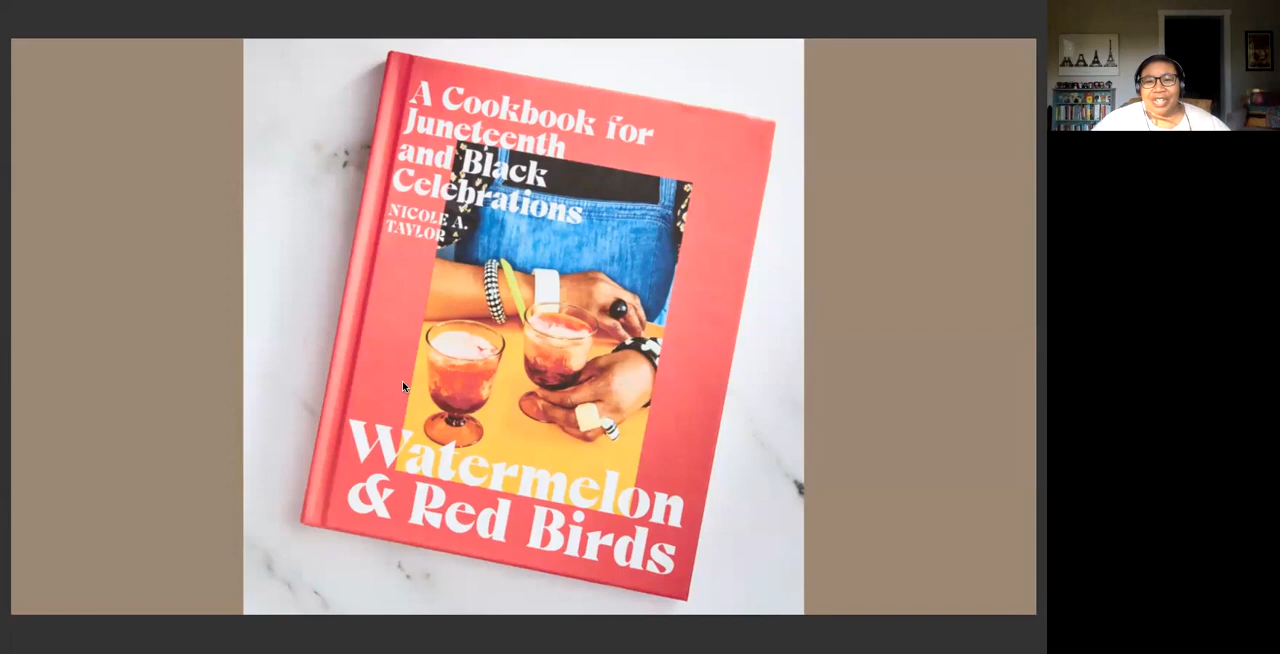 A Cookbook for
Juneteenth
and Black
Celebrations
NICOLE A.
TAYLOR
Watermelon
& Red Birds